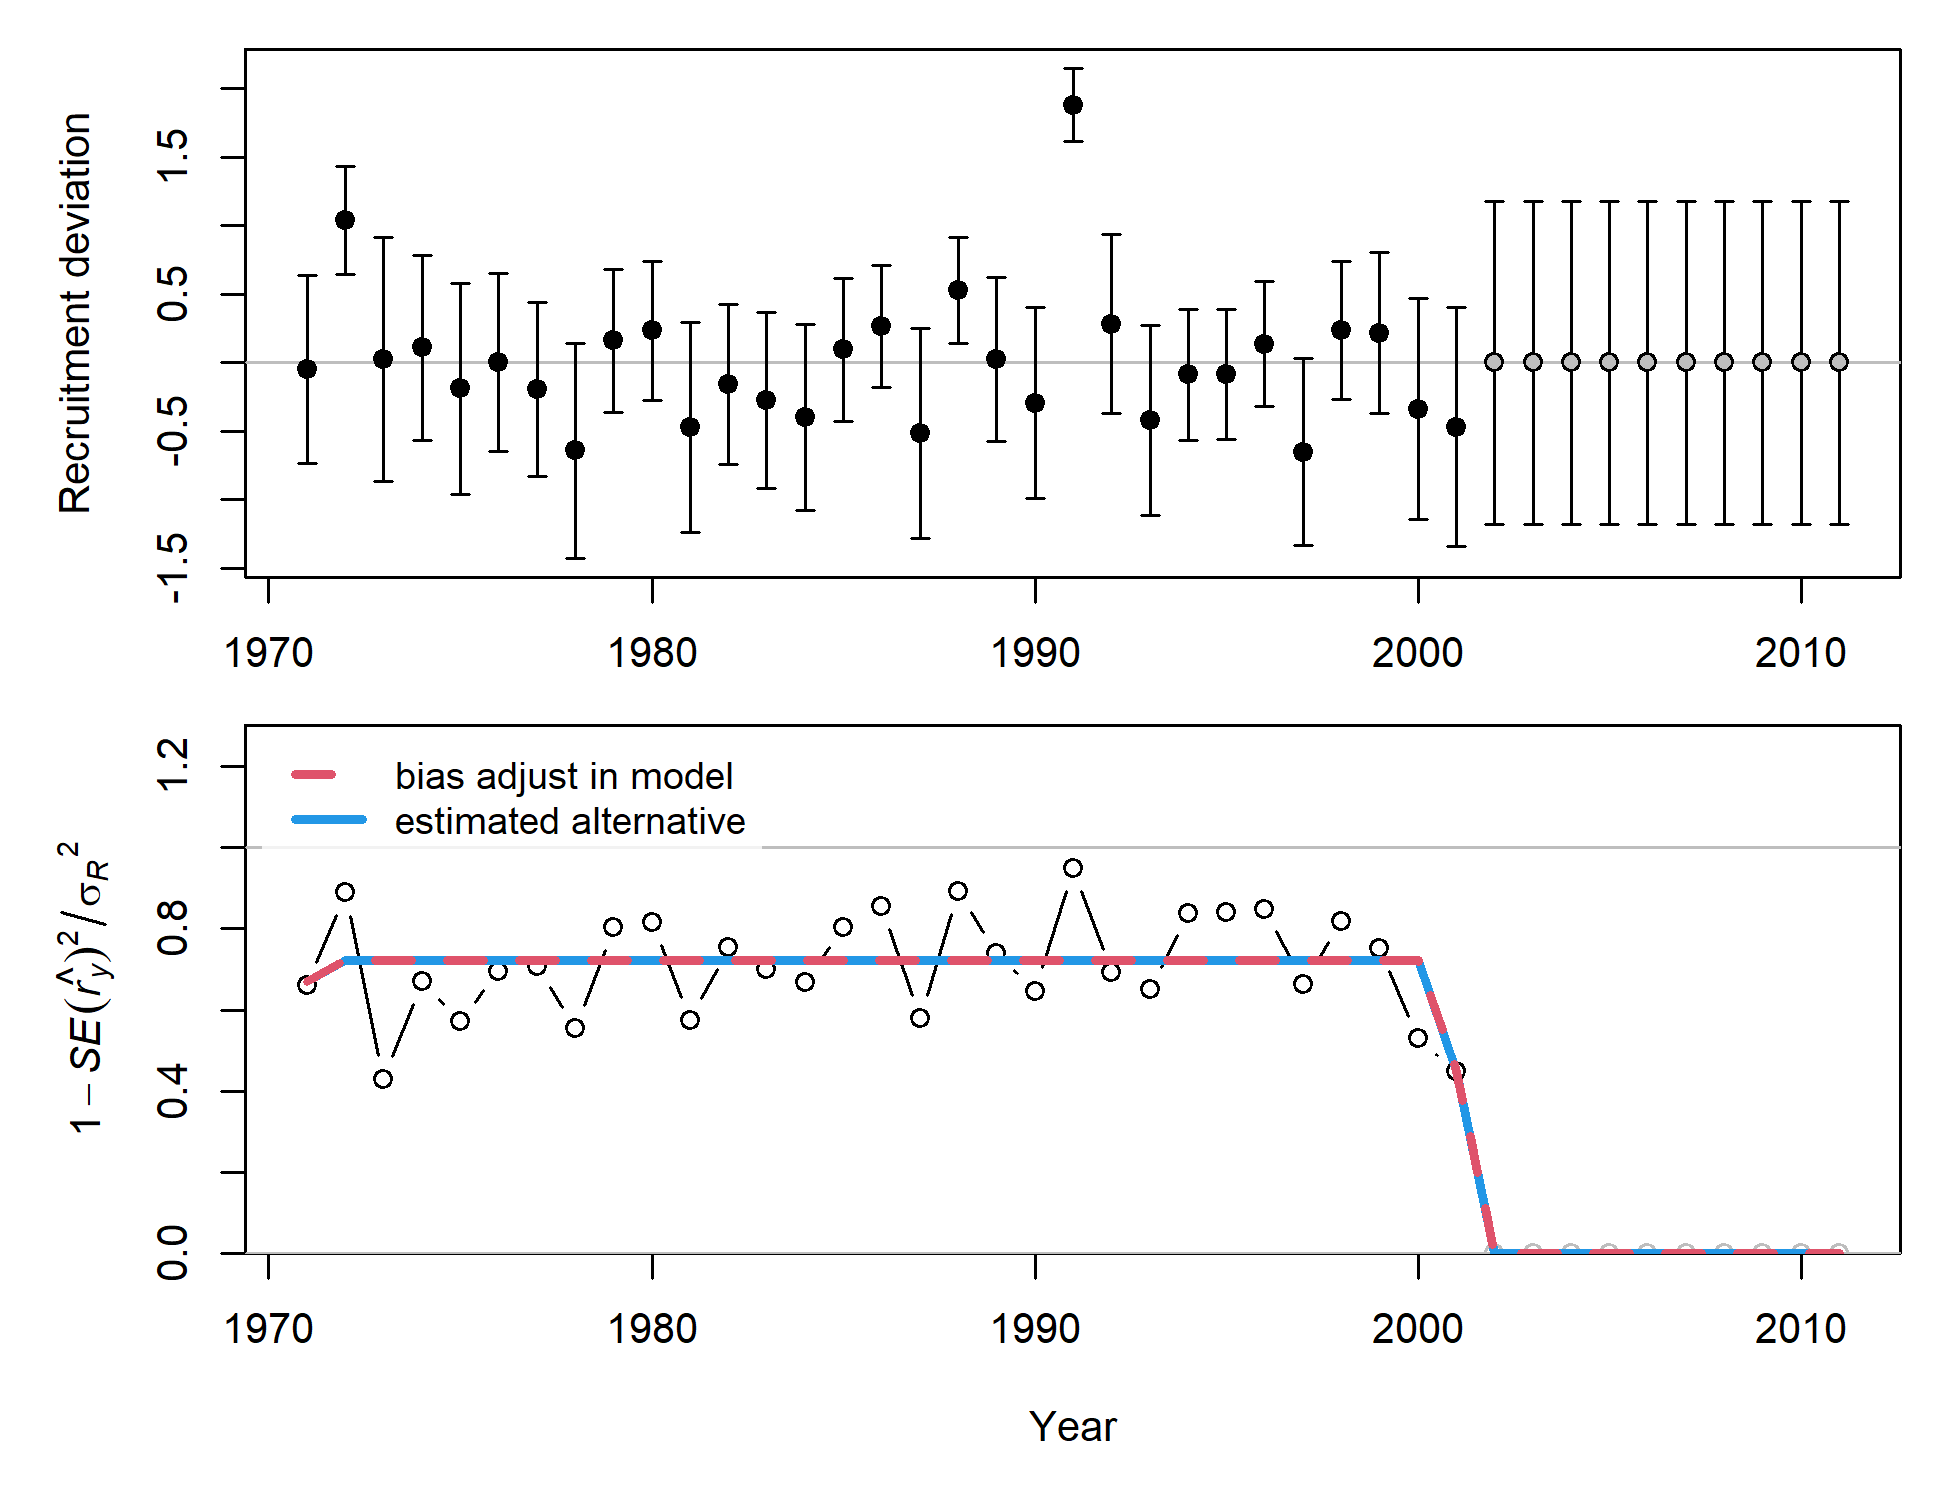 Recruitment deviation
1.5
0.5
-0.5
-1.5
1970 1980 1990 2000 2010
bias adjust in model
estimated alternative
1 − SE(r̂y)² / σR²
1.2
0.8
0.4
0.0
1970 1980 1990 2000 2010
Year